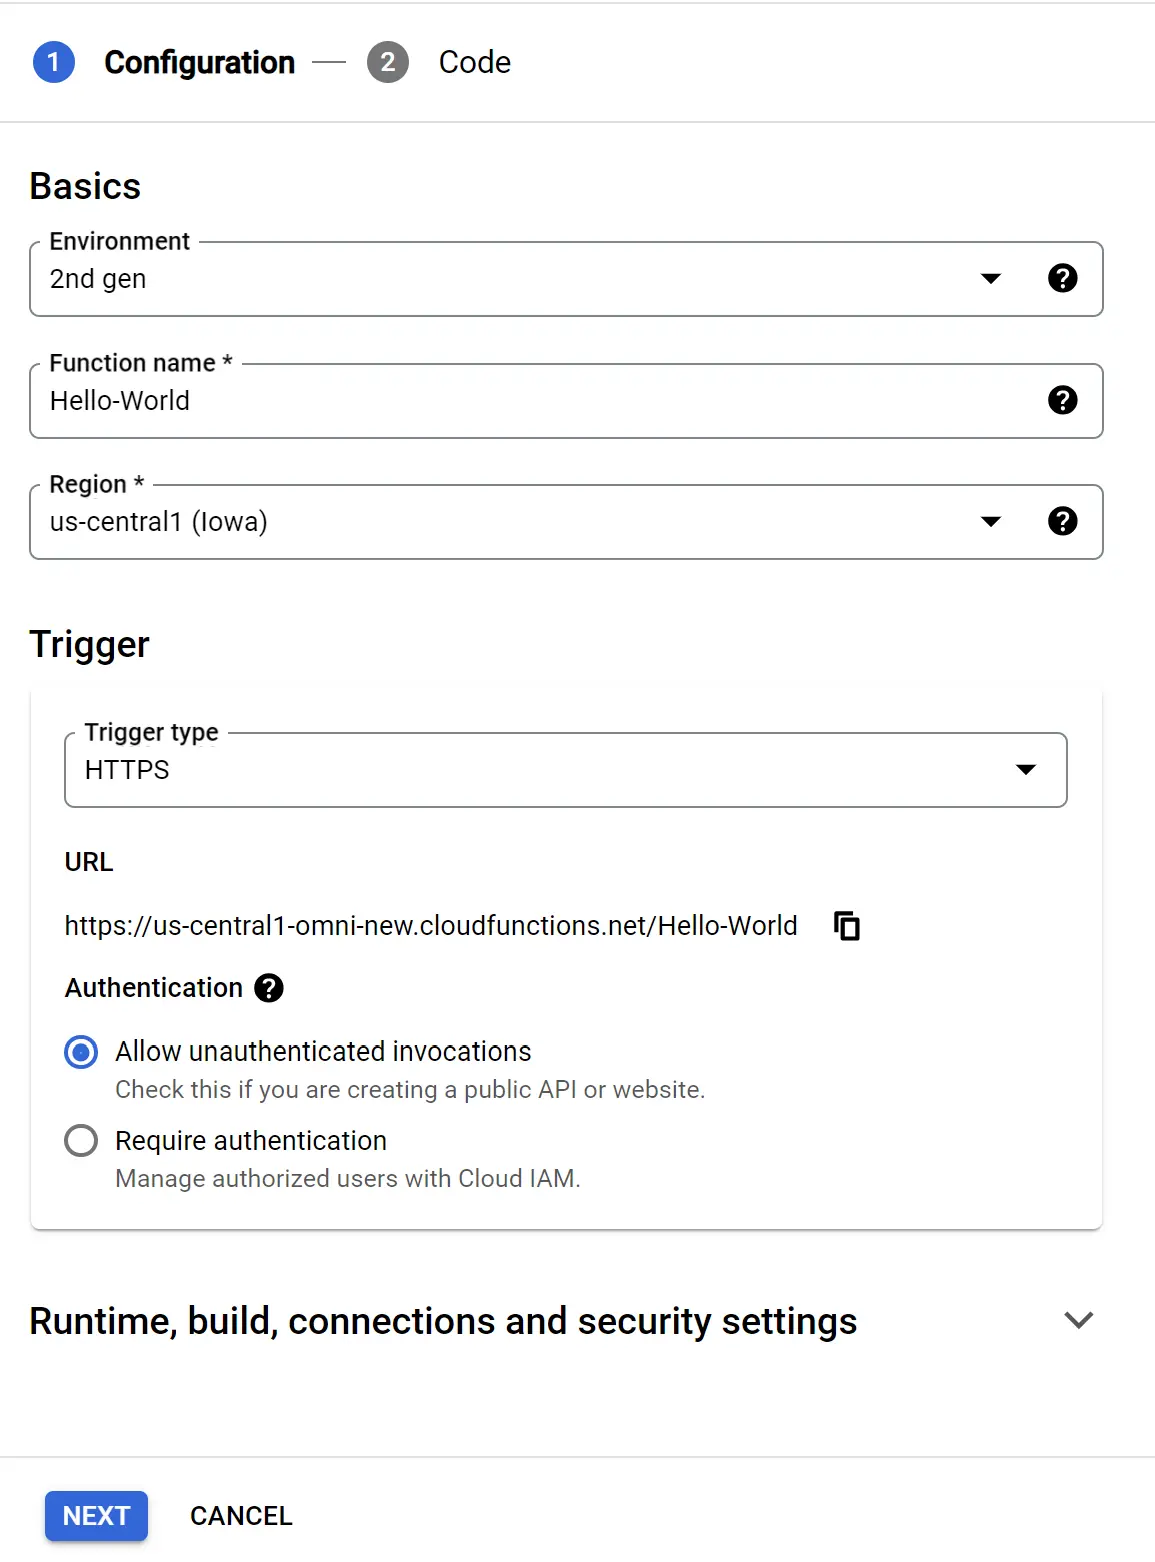 1 Configuration — 2 Code
Basics
Environment
2nd gen
Function name *
Hello-World
Region *
us-central1 (Iowa)
Trigger
Trigger type
HTTPS
URL
https://us-central1-omni-new.cloudfunctions.net/Hello-World
Authentication
Allow unauthenticated invocations
Check this if you are creating a public API or website.
Require authentication
Manage authorized users with Cloud IAM.
Runtime, build, connections and security settings
NEXT CANCEL